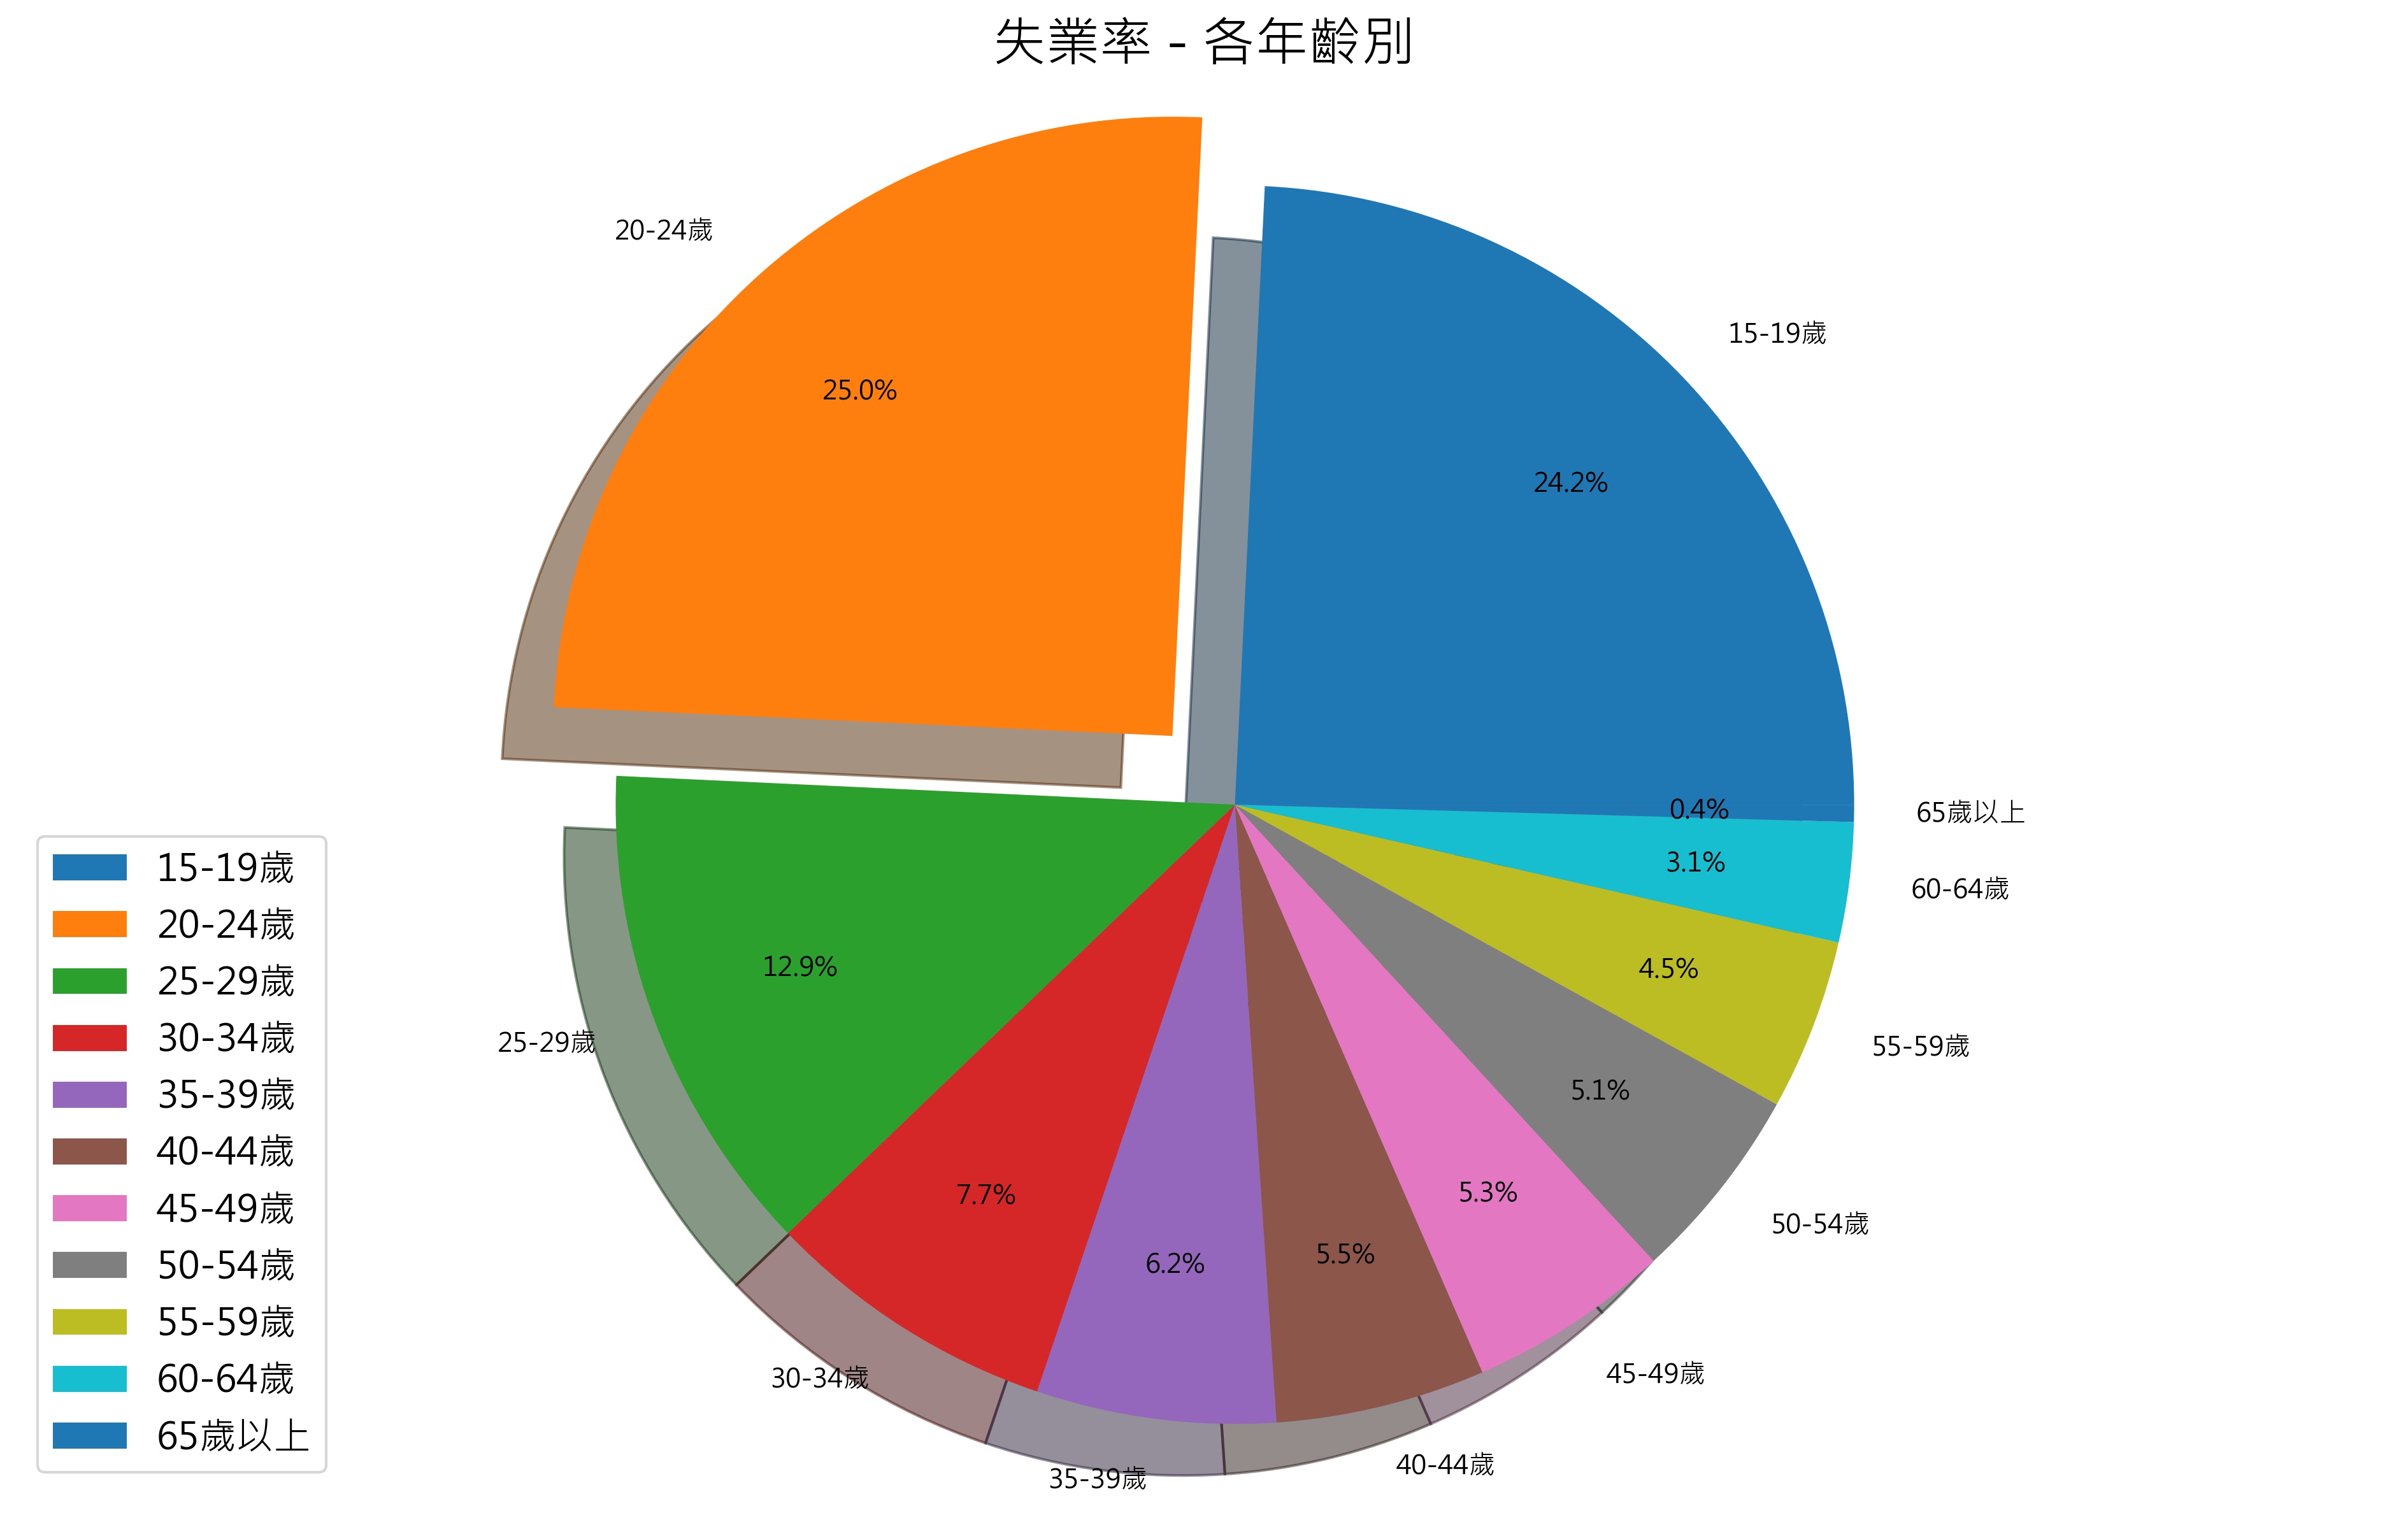 失業率 - 各年齡別
20-24歲
15-19歲
25.0%
24.2%
0.4%
65歲以上
3.1%
60-64歲
12.9%
4.5%
25-29歲
55-59歲
5.1%
7.7%
5.3%
50-54歲
6.2%
5.5%
30-34歲
45-49歲
35-39歲
40-44歲
15-19歲
20-24歲
25-29歲
30-34歲
35-39歲
40-44歲
45-49歲
50-54歲
55-59歲
60-64歲
65歲以上